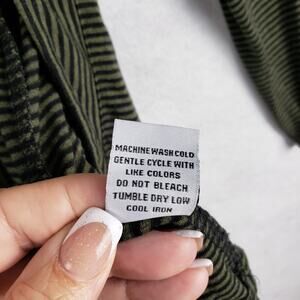 MACHINE WASH COLD
GENTLE CYCLE WITH
LIKE COLORS
DO NOT BLEACH
TUMBLE DRY LOW
COOL IRON